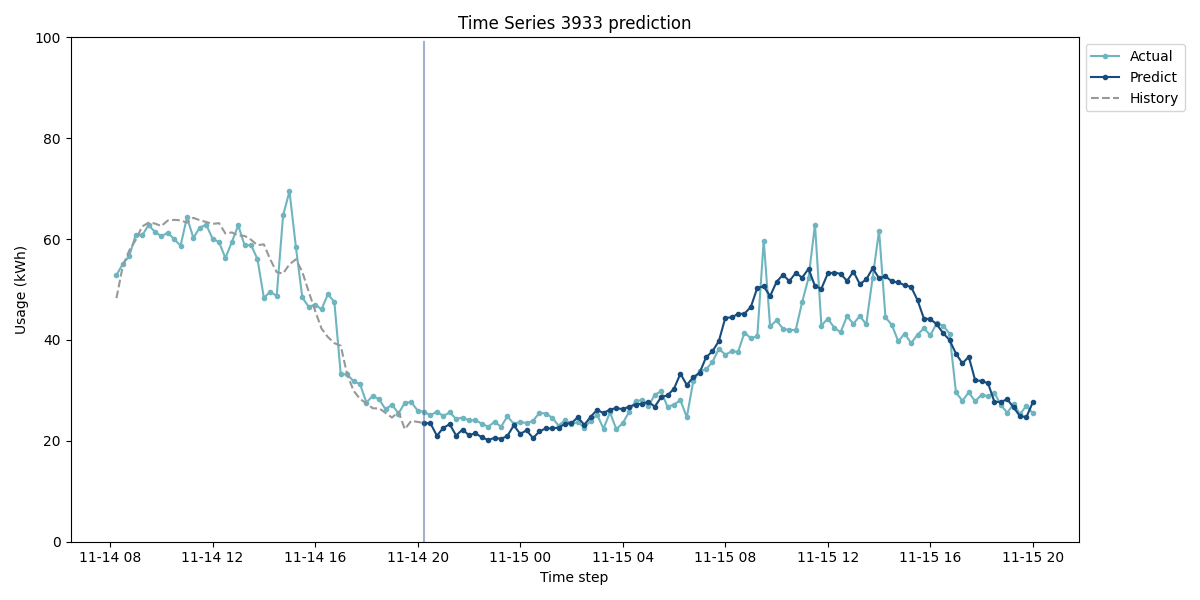 Time Series 3933 prediction
100
80
60
40
20
0
Usage (kWh)
11-14 08 11-14 12 11-14 16 11-14 20 11-15 00 11-15 04 11-15 08 11-15 12 11-15 16 11-15 20
Time step
Actual
Predict
History